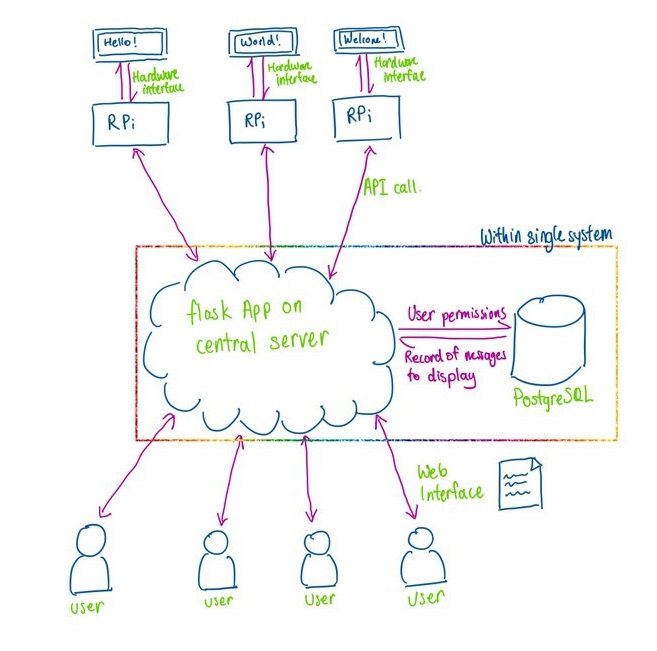 Hello!
World!
Welcome!
Hardware
interface
Hardware
interface
Hardware
interfae
RPi
RPi
RPi
API call.
Within single system
flask App on
central server
User permissions
Record of messages
to display
PostgreSQL
Web
Interface
user
user
user
user